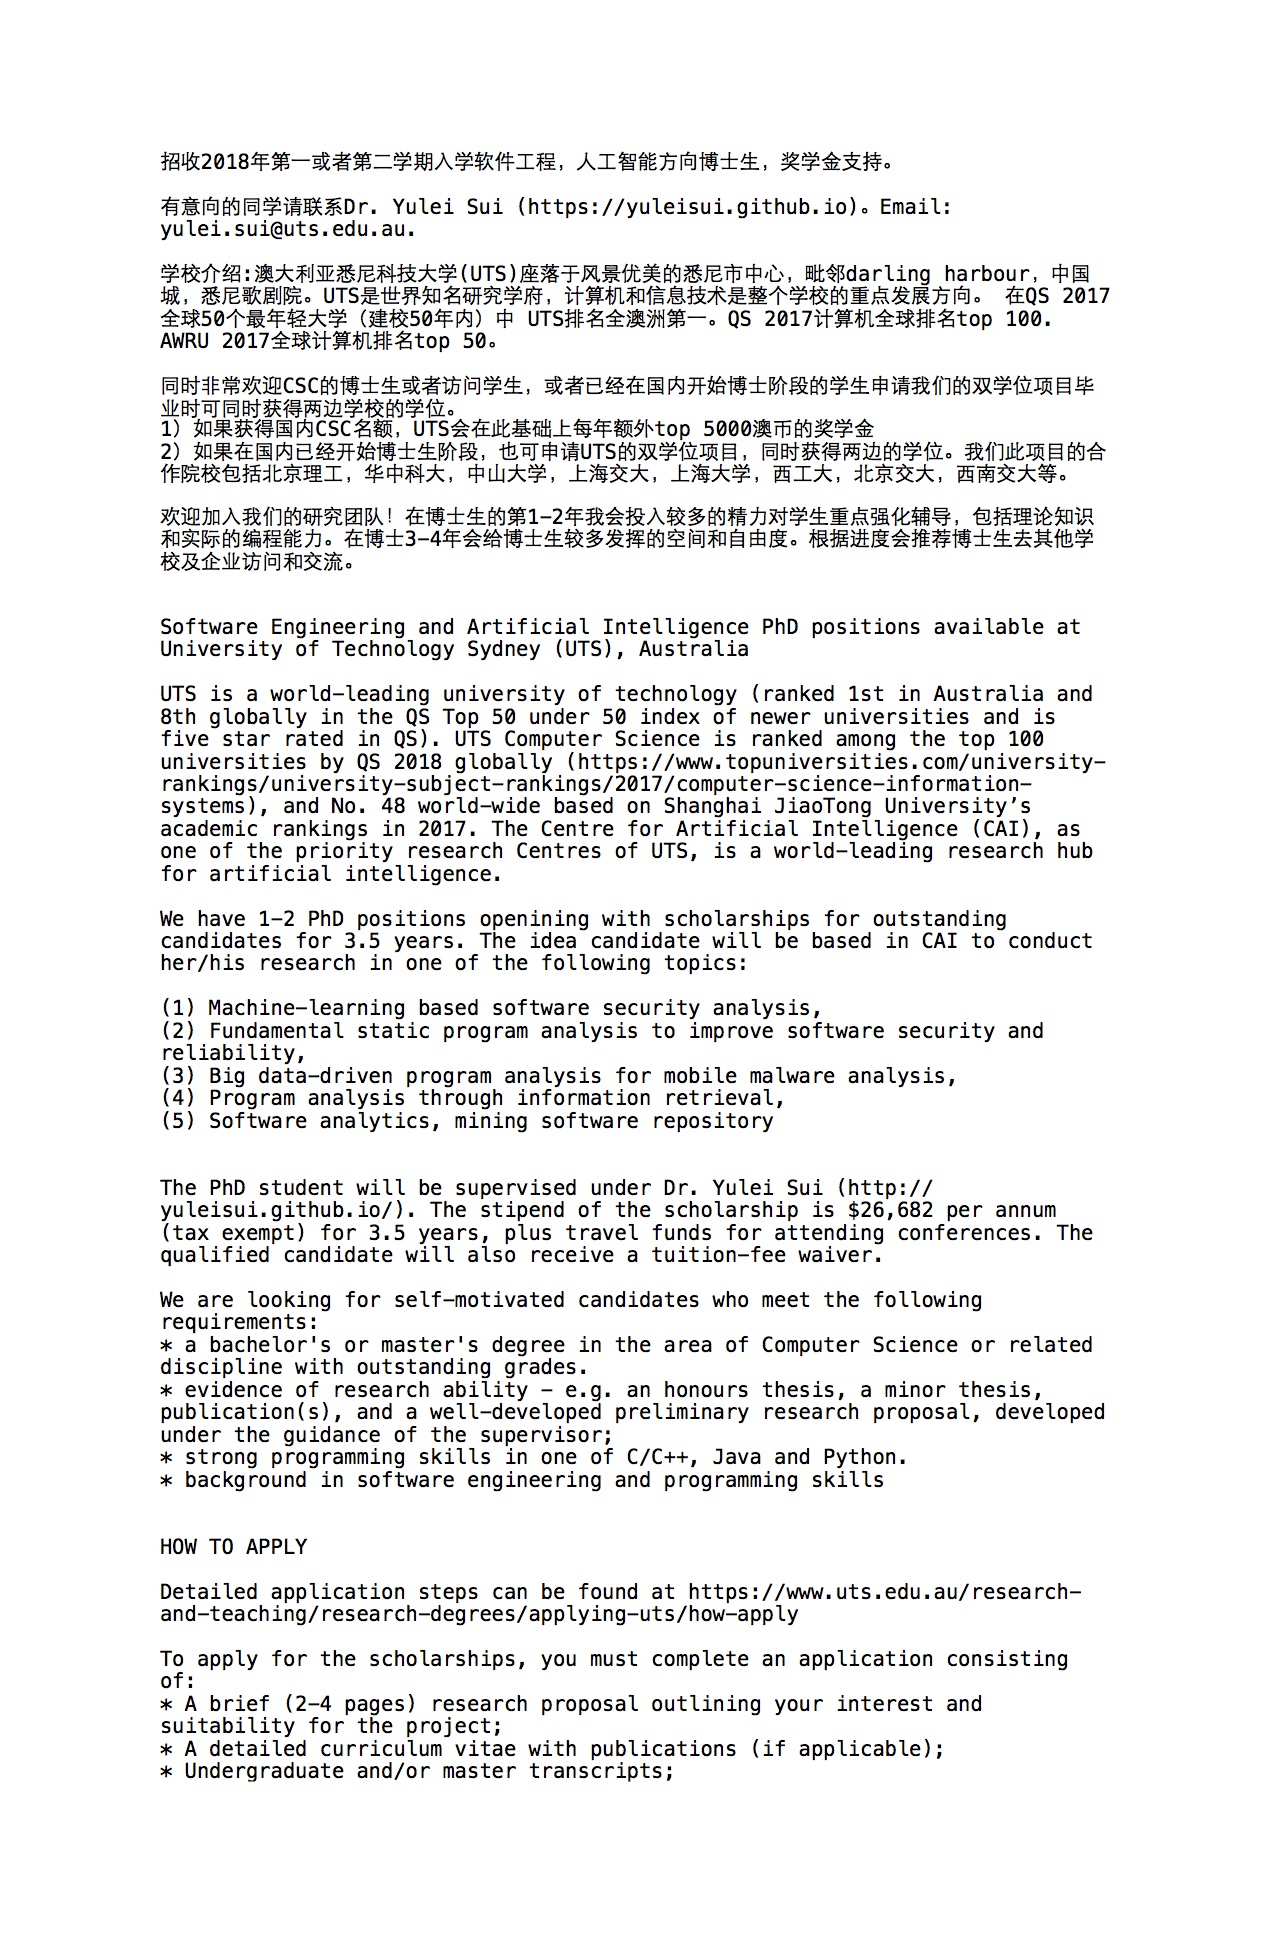 招收2018年第一或者第二学期入学软件工程，人工智能方向博士生，奖学金支持。
有意向的同学请联系Dr. Yulei Sui (https://yuleisui.github.io)。Email:
yulei.sui@uts.edu.au.
学校介绍:澳大利亚悉尼科技大学(UTS)座落于风景优美的悉尼市中心，毗邻darling harbour，中国
城，悉尼歌剧院。UTS是世界知名研究学府，计算机和信息技术是整个学校的重点发展方向。 在QS 2017
全球50个最年轻大学（建校50年内）中 UTS排名全澳洲第一。QS 2017计算机全球排名top 100.
AWRU 2017全球计算机排名top 50。
同时非常欢迎CSC的博士生或者访问学生，或者已经在国内开始博士阶段的学生申请我们的双学位项目毕
业时可同时获得两边学校的学位。
1）如果获得国内CSC名额，UTS会在此基础上每年额外top 5000澳币的奖学金
2）如果在国内已经开始博士生阶段，也可申请UTS的双学位项目，同时获得两边的学位。我们此项目的合
作院校包括北京理工，华中科大，中山大学，上海交大，上海大学，西工大，北京交大，西南交大等。
欢迎加入我们的研究团队！在博士生的第1-2年我会投入较多的精力对学生重点强化辅导，包括理论知识
和实际的编程能力。在博士3-4年会给博士生较多发挥的空间和自由度。根据进度会推荐博士生去其他学
校及企业访问和交流。
Software Engineering and Artificial Intelligence PhD positions available at
University of Technology Sydney (UTS), Australia
UTS is a world-leading university of technology (ranked 1st in Australia and
8th globally in the QS Top 50 under 50 index of newer universities and is
five star rated in QS). UTS Computer Science is ranked among the top 100
universities by QS 2018 globally (https://www.topuniversities.com/university-
rankings/university-subject-rankings/2017/computer-science-information-
systems), and No. 48 world-wide based on Shanghai JiaoTong University’s
academic rankings in 2017. The Centre for Artificial Intelligence (CAI), as
one of the priority research Centres of UTS, is a world-leading research hub
for artificial intelligence.
We have 1-2 PhD positions openining with scholarships for outstanding
candidates for 3.5 years. The idea candidate will be based in CAI to conduct
her/his research in one of the following topics:
(1) Machine-learning based software security analysis,
(2) Fundamental static program analysis to improve software security and
reliability,
(3) Big data-driven program analysis for mobile malware analysis,
(4) Program analysis through information retrieval,
(5) Software analytics, mining software repository
The PhD student will be supervised under Dr. Yulei Sui (http://
yuleisui.github.io/). The stipend of the scholarship is $26,682 per annum
(tax exempt) for 3.5 years, plus travel funds for attending conferences. The
qualified candidate will also receive a tuition-fee waiver.
We are looking for self-motivated candidates who meet the following
requirements:
* a bachelor's or master's degree in the area of Computer Science or related
discipline with outstanding grades.
* evidence of research ability - e.g. an honours thesis, a minor thesis,
publication(s), and a well-developed preliminary research proposal, developed
under the guidance of the supervisor;
* strong programming skills in one of C/C++, Java and Python.
* background in software engineering and programming skills
HOW TO APPLY
Detailed application steps can be found at https://www.uts.edu.au/research-
and-teaching/research-degrees/applying-uts/how-apply
To apply for the scholarships, you must complete an application consisting
of:
* A brief (2-4 pages) research proposal outlining your interest and
suitability for the project;
* A detailed curriculum vitae with publications (if applicable);
* Undergraduate and/or master transcripts;